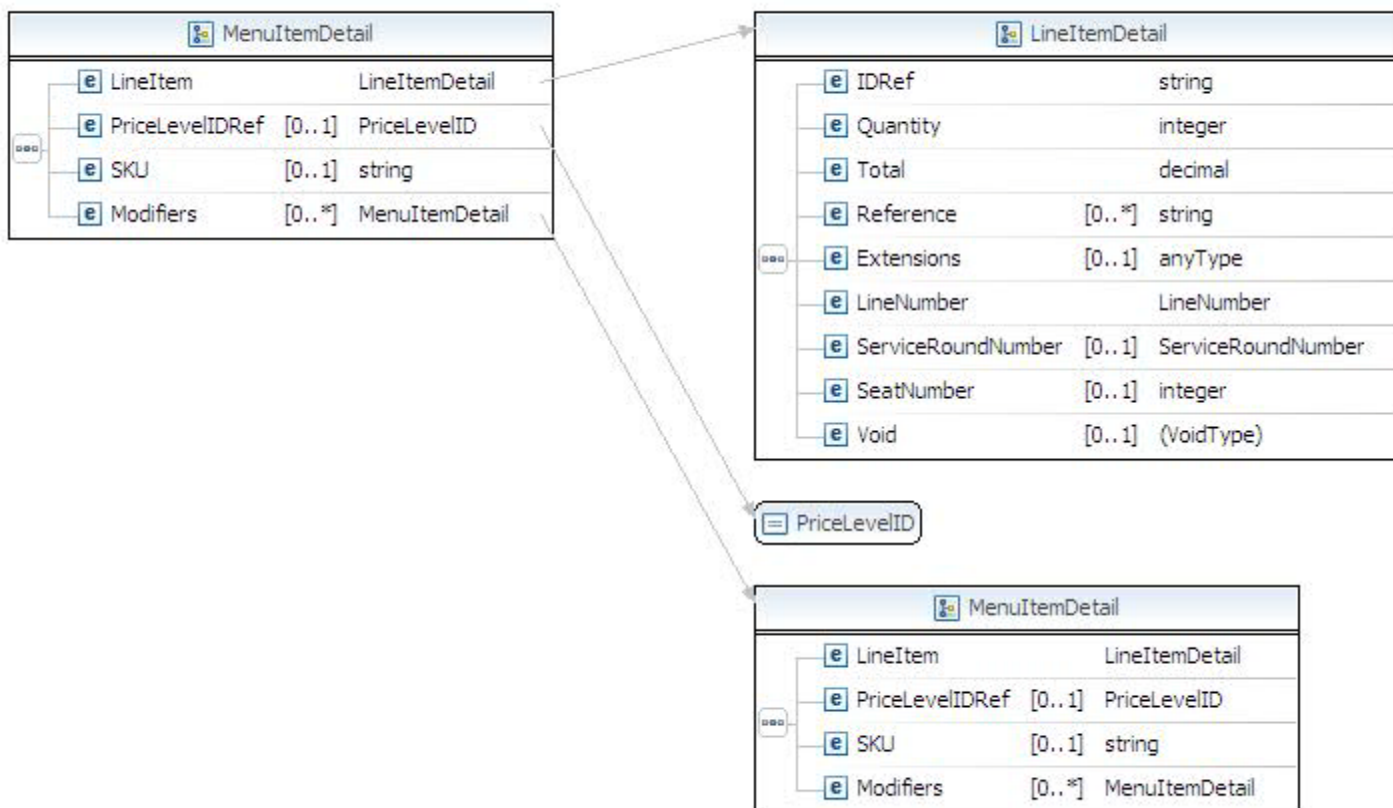 MenuItemDetail
e LineItem LineItemDetail
e PriceLevelIDRef [0..1] PriceLevelID
e SKU [0..1] string
e Modifiers [0..*] MenuItemDetail
LineItemDetail
e IDRef string
e Quantity integer
e Total decimal
e Reference [0..*] string
e Extensions [0..1] anyType
e LineNumber LineNumber
e ServiceRoundNumber [0..1] ServiceRoundNumber
e SeatNumber [0..1] integer
e Void [0..1] (VoidType)
PriceLevelID
MenuItemDetail
e LineItem LineItemDetail
e PriceLevelIDRef [0..1] PriceLevelID
e SKU [0..1] string
e Modifiers [0..*] MenuItemDetail